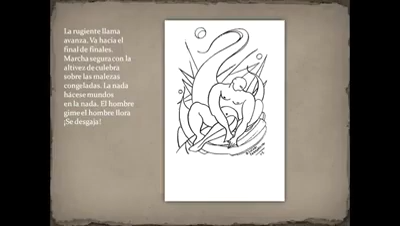 La rugiente llama
avanza. Va hacia el
final de finales.
Marcha segura con la
altivez de culebra
sobre las malezas
congeladas. La nada
hácese mundos
en la nada. El hombre
gime el hombre llora
¡Se desgaja!